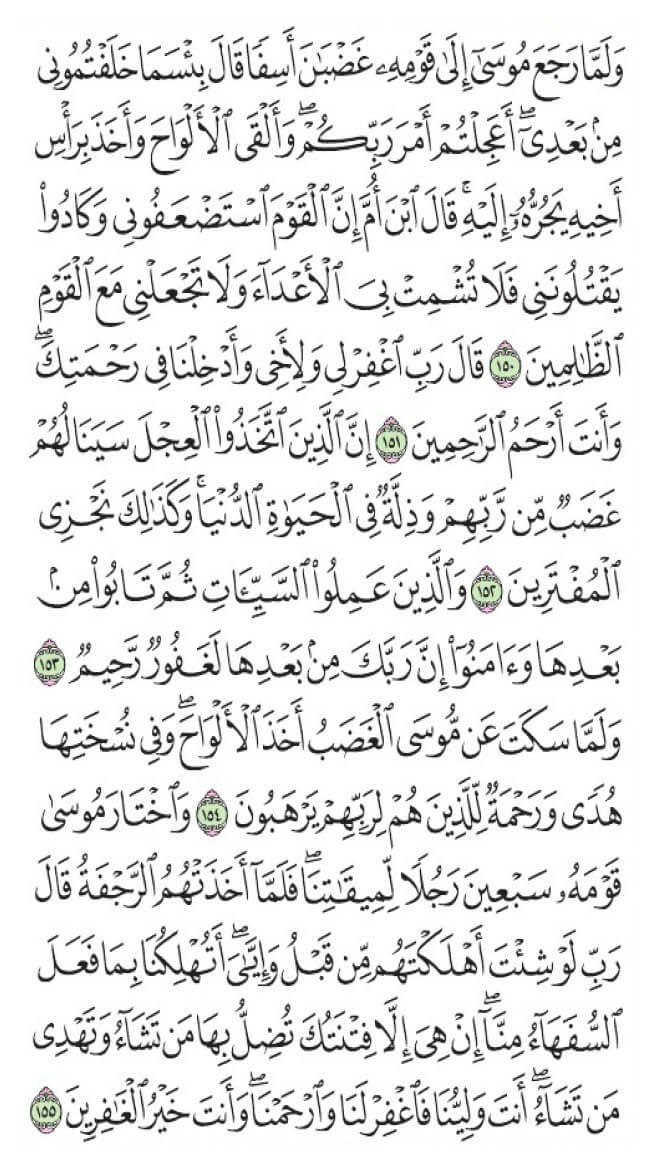 وَلَمَّا رَجَعَ مُوسَىٰٓ إِلَىٰ قَوْمِهِۦ غَضْبَٰنَ أَسِفًا قَالَ بِئْسَمَا خَلَفْتُمُونِى
مِنۢ بَعْدِىٓۖ أَعَجِلْتُمْ أَمْرَ رَبِّكُمْۖ وَأَلْقَى ٱلْأَلْوَاحَ وَأَخَذَ بِرَأْسِ
أَخِيهِ يَجُرُّهُۥٓ إِلَيْهِۚ قَالَ ٱبْنَ أُمَّ إِنَّ ٱلْقَوْمَ ٱسْتَضْعَفُونِى وَكَادُوا۟
يَقْتُلُونَنِى فَلَا تُشْمِتْ بِىَ ٱلْأَعْدَآءَ وَلَا تَجْعَلْنِى مَعَ ٱلْقَوْمِ
ٱلظَّٰلِمِينَ ١٥٠ قَالَ رَبِّ ٱغْفِرْ لِى وَلِأَخِى وَأَدْخِلْنَا فِى رَحْمَتِكَۖ
وَأَنتَ أَرْحَمُ ٱلرَّٰحِمِينَ ١٥١ إِنَّ ٱلَّذِينَ ٱتَّخَذُوا۟ ٱلْعِجْلَ سَيَنَالُهُمْ
غَضَبٌ مِّن رَّبِّهِمْ وَذِلَّةٌ فِى ٱلْحَيَوٰةِ ٱلدُّنْيَاۚ وَكَذَٰلِكَ نَجْزِى
ٱلْمُفْتَرِينَ ١٥٢ وَٱلَّذِينَ عَمِلُوا۟ ٱلسَّيِّـَٔاتِ ثُمَّ تَابُوا۟ مِنۢ
بَعْدِهَا وَءَامَنُوٓا۟ إِنَّ رَبَّكَ مِنۢ بَعْدِهَا لَغَفُورٌ رَّحِيمٌ ١٥٣
وَلَمَّا سَكَتَ عَن مُّوسَى ٱلْغَضَبُ أَخَذَ ٱلْأَلْوَاحَۖ وَفِى نُسْخَتِهَا
هُدًى وَرَحْمَةٌ لِّلَّذِينَ هُمْ لِرَبِّهِمْ يَرْهَبُونَ ١٥٤ وَٱخْتَارَ مُوسَىٰ
قَوْمَهُۥ سَبْعِينَ رَجُلًا لِّمِيقَٰتِنَاۖ فَلَمَّآ أَخَذَتْهُمُ ٱلرَّجْفَةُ قَالَ
رَبِّ لَوْ شِئْتَ أَهْلَكْتَهُم مِّن قَبْلُ وَإِيَّٰىَۖ أَتُهْلِكُنَا بِمَا فَعَلَ
ٱلسُّفَهَآءُ مِنَّآۖ إِنْ هِىَ إِلَّا فِتْنَتُكَ تُضِلُّ بِهَا مَن تَشَآءُ وَتَهْدِى
مَن تَشَآءُۖ أَنتَ وَلِيُّنَا فَٱغْفِرْ لَنَا وَٱرْحَمْنَاۖ وَأَنتَ خَيْرُ ٱلْغَٰفِرِينَ ١٥٥